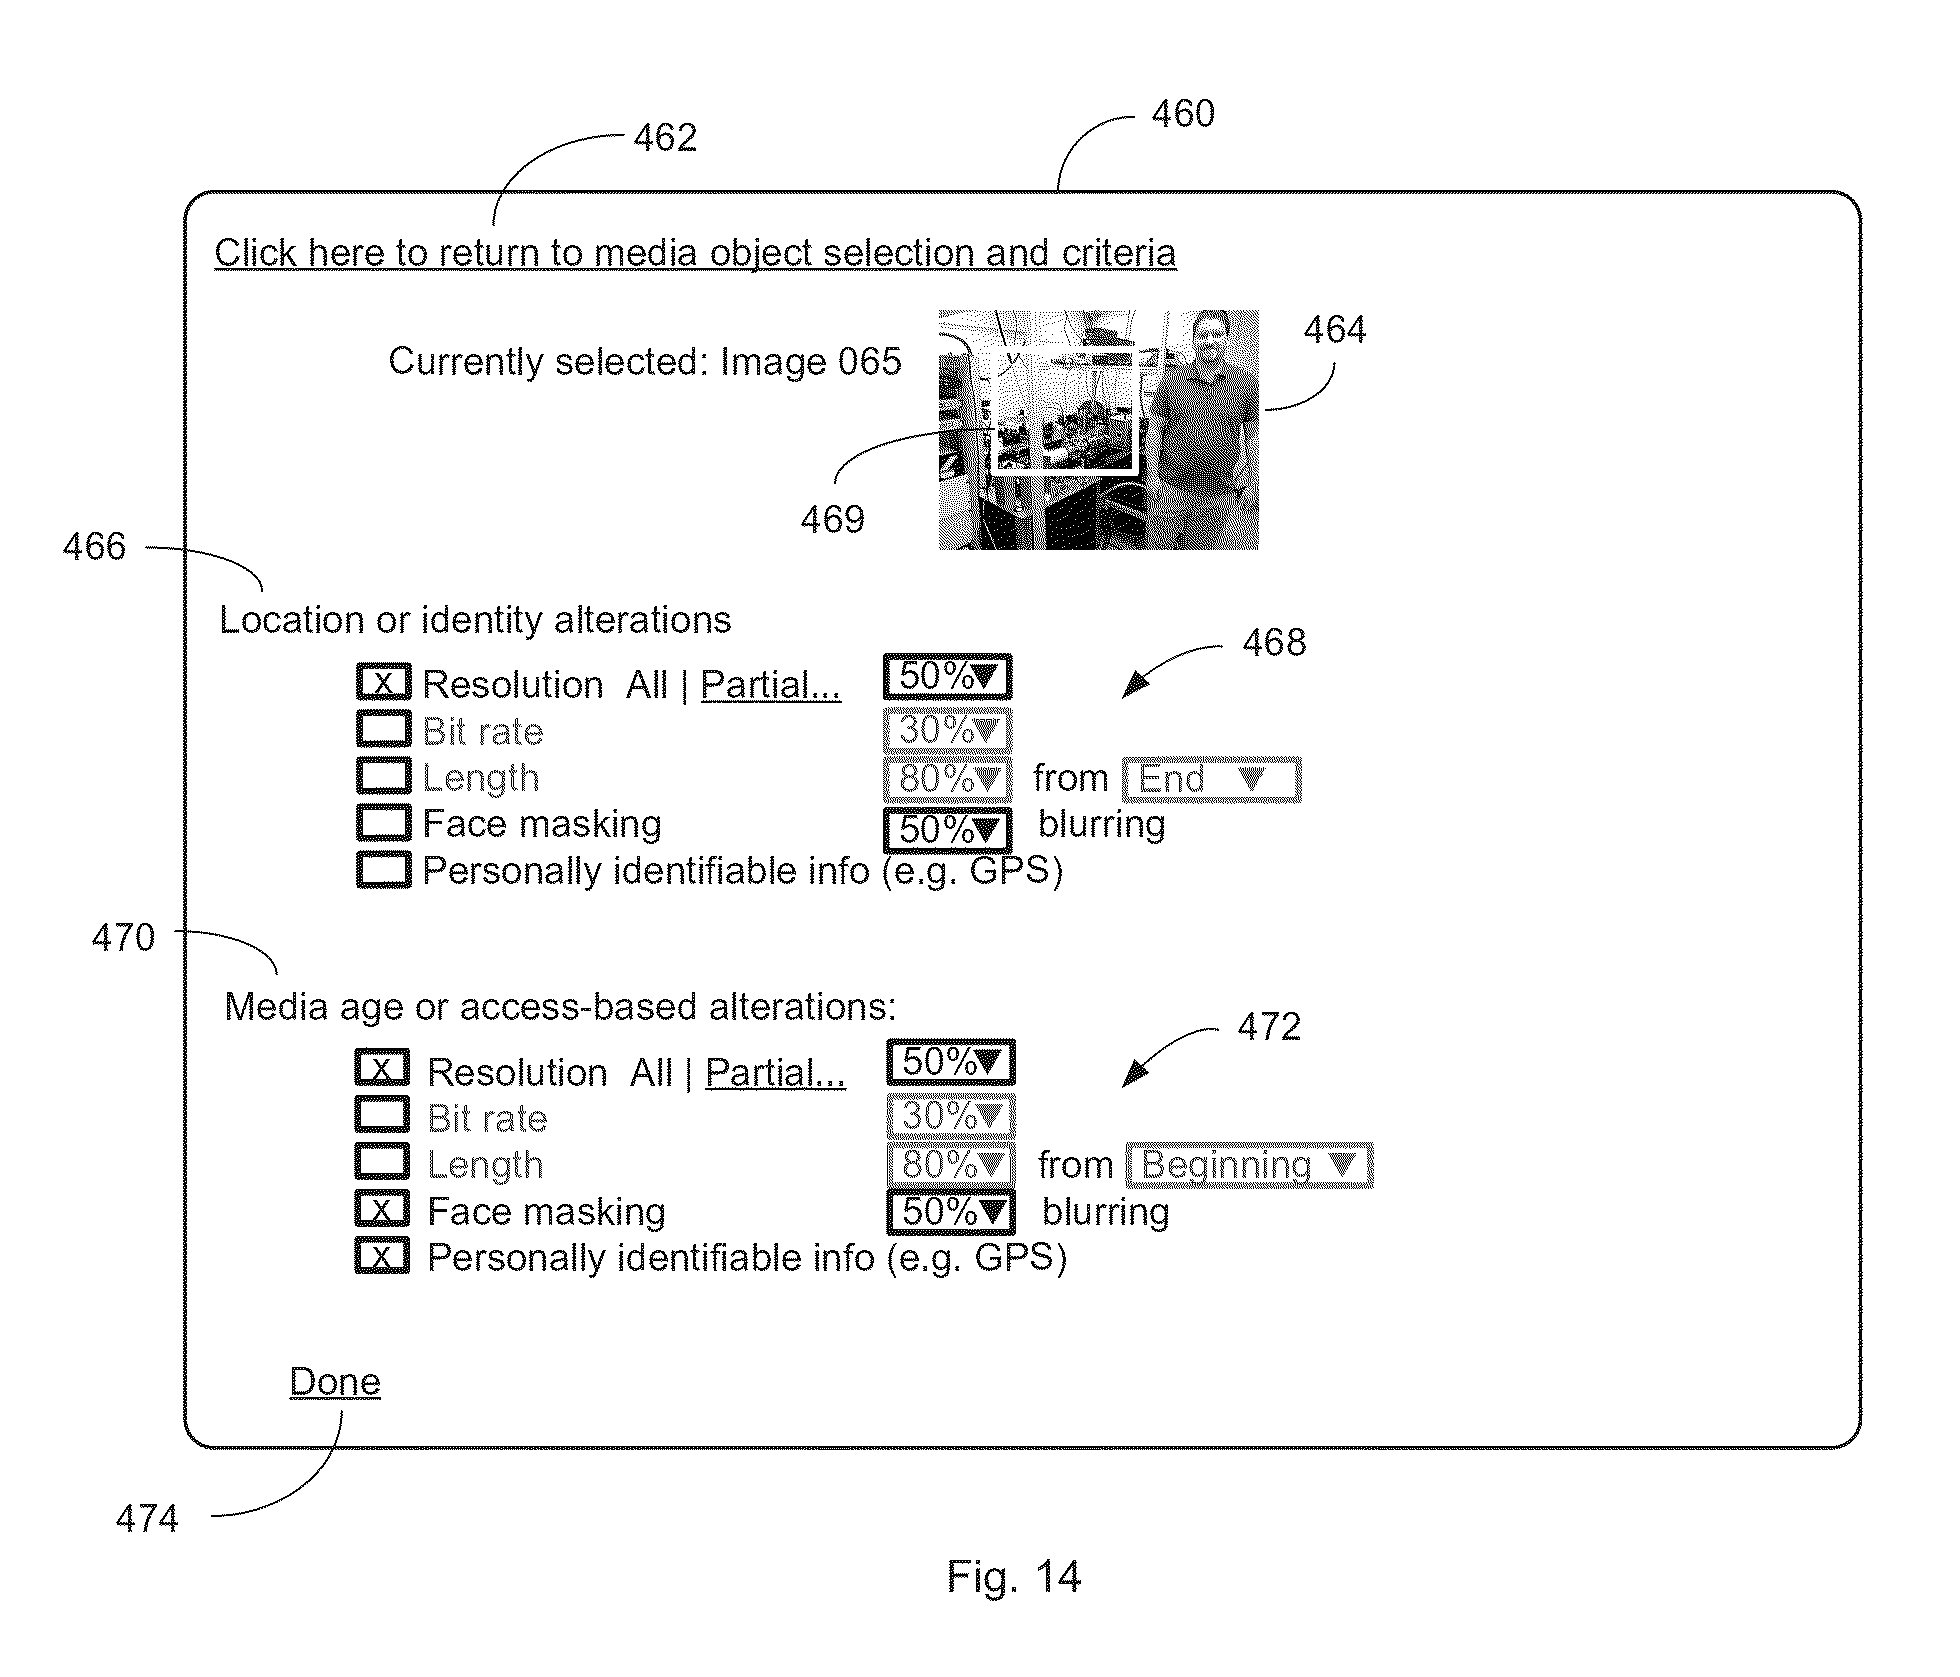 460
462
Click here to return to media object selection and criteria
464
Currently selected: Image 065
469
466
Location or identity alterations
468
x Resolution All | Partial... 50%▼
Bit rate 30%▼
Length 80%▼ from End ▼
Face masking 50%▼ blurring
Personally identifiable info (e.g. GPS)
470
Media age or access-based alterations:
472
x Resolution All | Partial... 50%▼
Bit rate 30%▼
Length 80%▼ from Beginning ▼
x Face masking 50%▼ blurring
x Personally identifiable info (e.g. GPS)
Done
474
Fig. 14